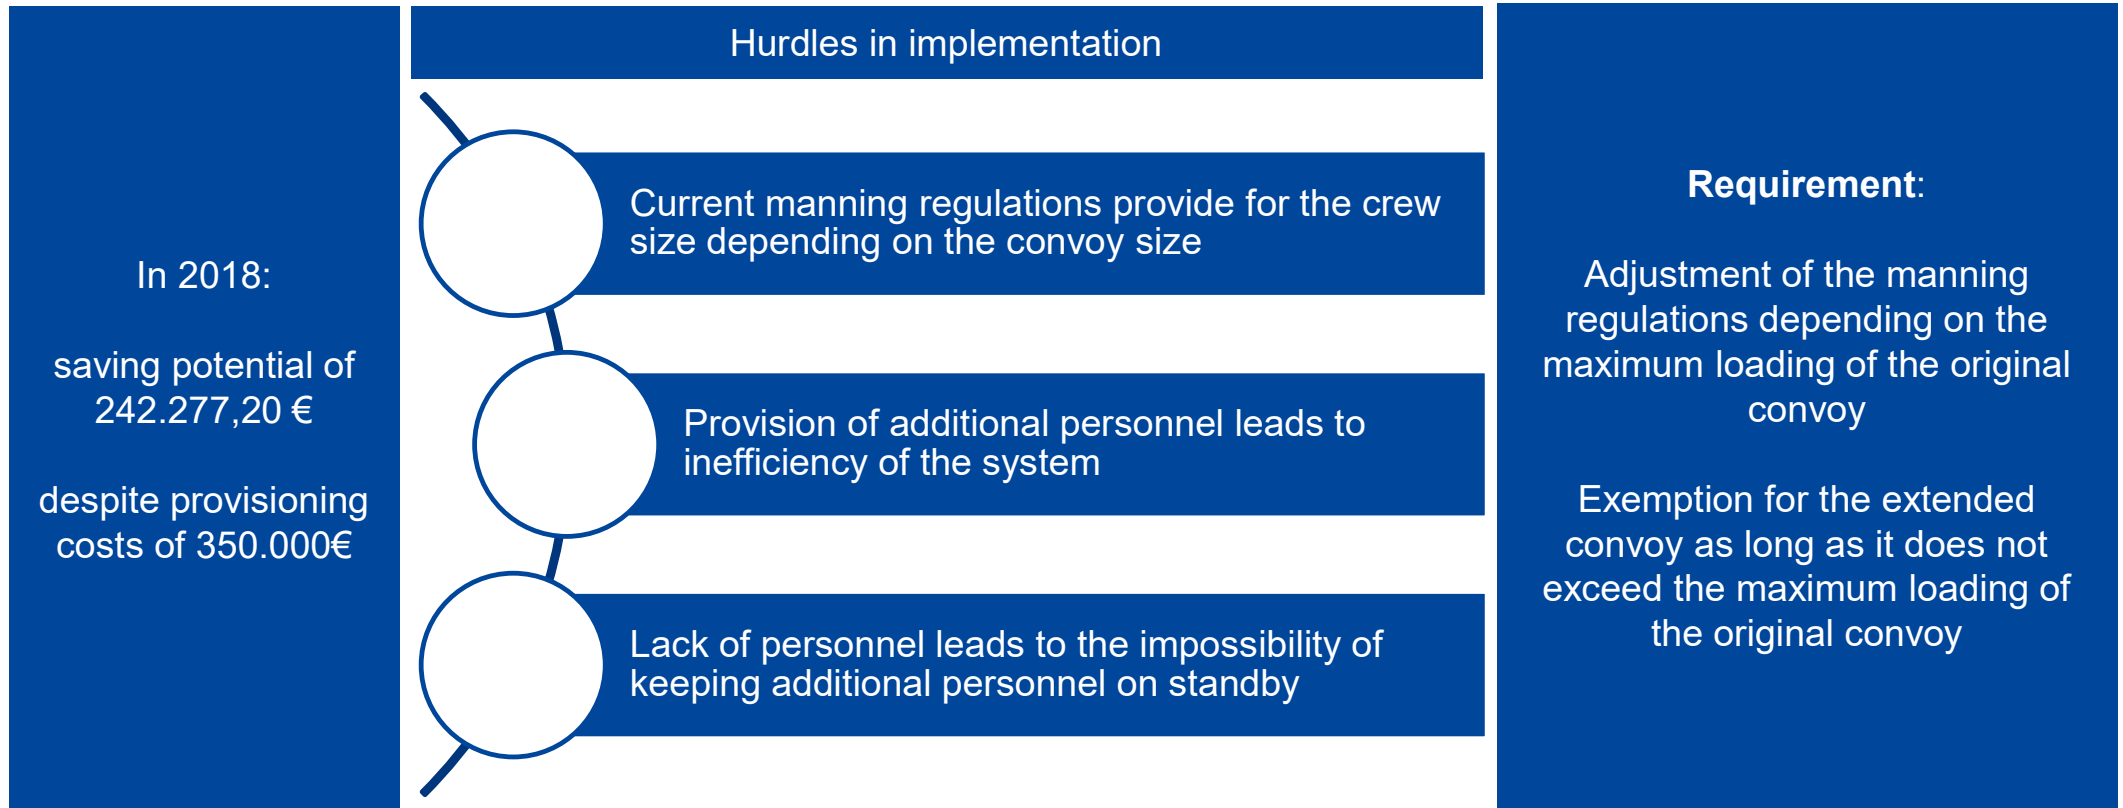 In 2018:
saving potential of
242.277,20 €
despite provisioning
costs of 350.000€
Hurdles in implementation
Current manning regulations provide for the crew
size depending on the convoy size
Provision of additional personnel leads to
inefficiency of the system
Lack of personnel leads to the impossibility of
keeping additional personnel on standby
Requirement:
Adjustment of the manning
regulations depending on the
maximum loading of the original
convoy
Exemption for the extended
convoy as long as it does not
exceed the maximum loading of
the original convoy